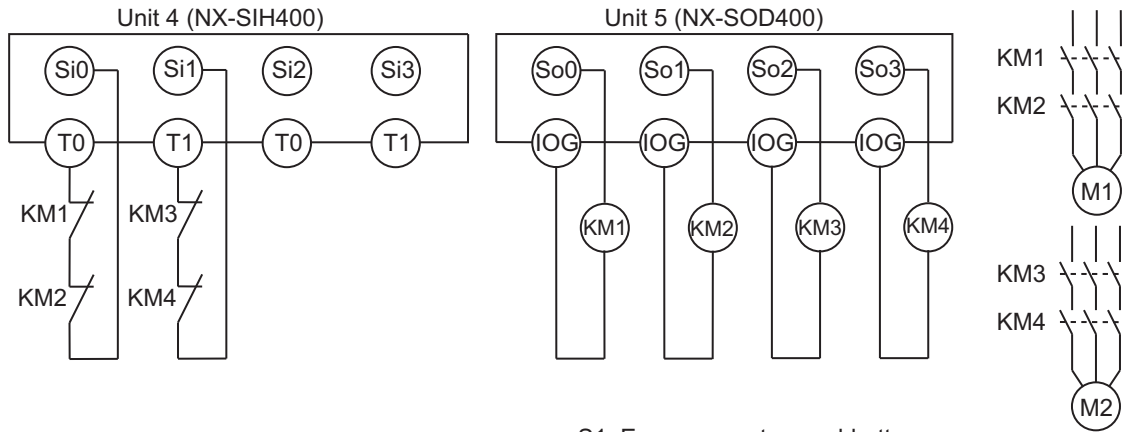 Unit 4 (NX-SIH400)
Unit 5 (NX-SOD400)
Si0 Si1 Si2 Si3
So0 So1 So2 So3
T0 T1 T0 T1
IOG IOG IOG IOG
KM1 KM3
KM2 KM4
KM1 KM2 KM3 KM4
KM1
KM2
M1
KM3
KM4
M2